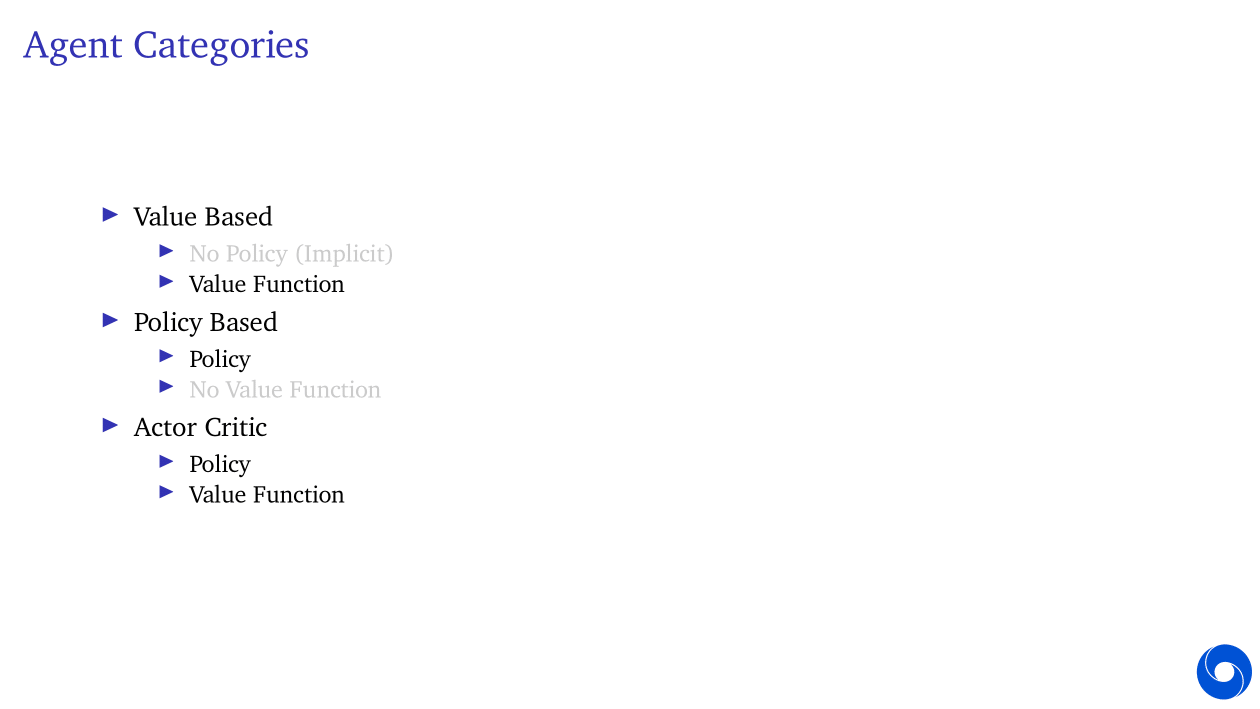 Agent Categories
Value Based
No Policy (Implicit)
Value Function
Policy Based
Policy
No Value Function
Actor Critic
Policy
Value Function